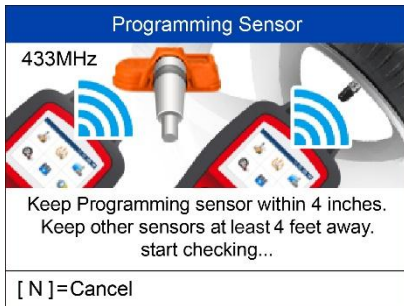 Programming Sensor
433MHz
Keep Programming sensor within 4 inches.
Keep other sensors at least 4 feet away.
start checking...
[ N ]=Cancel